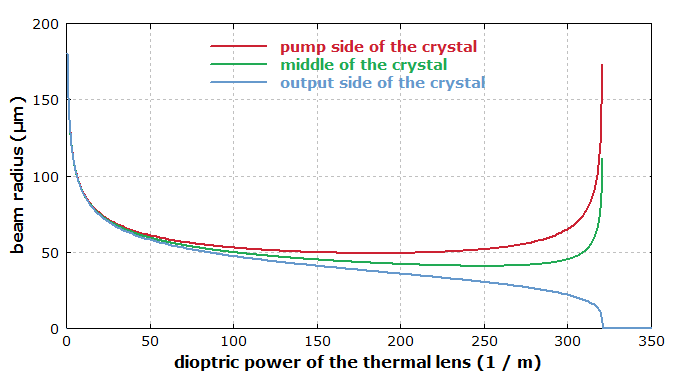 200
150
100
50
0
beam radius (µm)
pump side of the crystal
middle of the crystal
output side of the crystal
0 50 100 150 200 250 300 350
dioptric power of the thermal lens (1 / m)